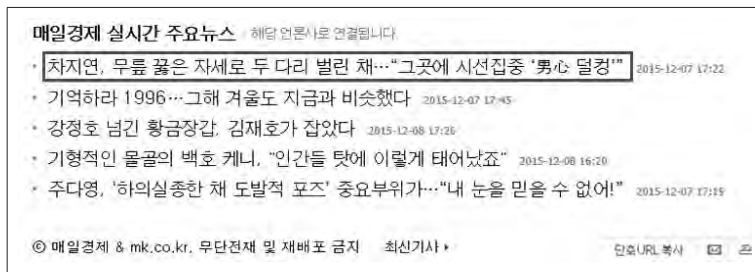 매일경제 실시간 주요뉴스 해당 언론사로 연결됩니다.
· 차지연, 무릎 꿇은 자세로 두 다리 벌린 채…“그곳에 시선집중 '男心 덜컹'” 2015-12-07 17:22
· 기억하라 1996…그해 겨울도 지금과 비슷했다 2015-12-07 17:45
· 강정호 넘긴 황금장갑, 김재호가 잡았다 2015-12-08 17:26
· 기형적인 몰골의 백호 케니, "인간들 탓에 이렇게 태어났죠" 2015-12-08 16:20
· 주다영, '하의실종한 채 도발적 포즈' 중요부위가…"내 눈을 믿을 수 없어!" 2015-12-07 17:19
© 매일경제 & mk.co.kr, 무단전재 및 재배포 금지 최신기사 단축URL복사